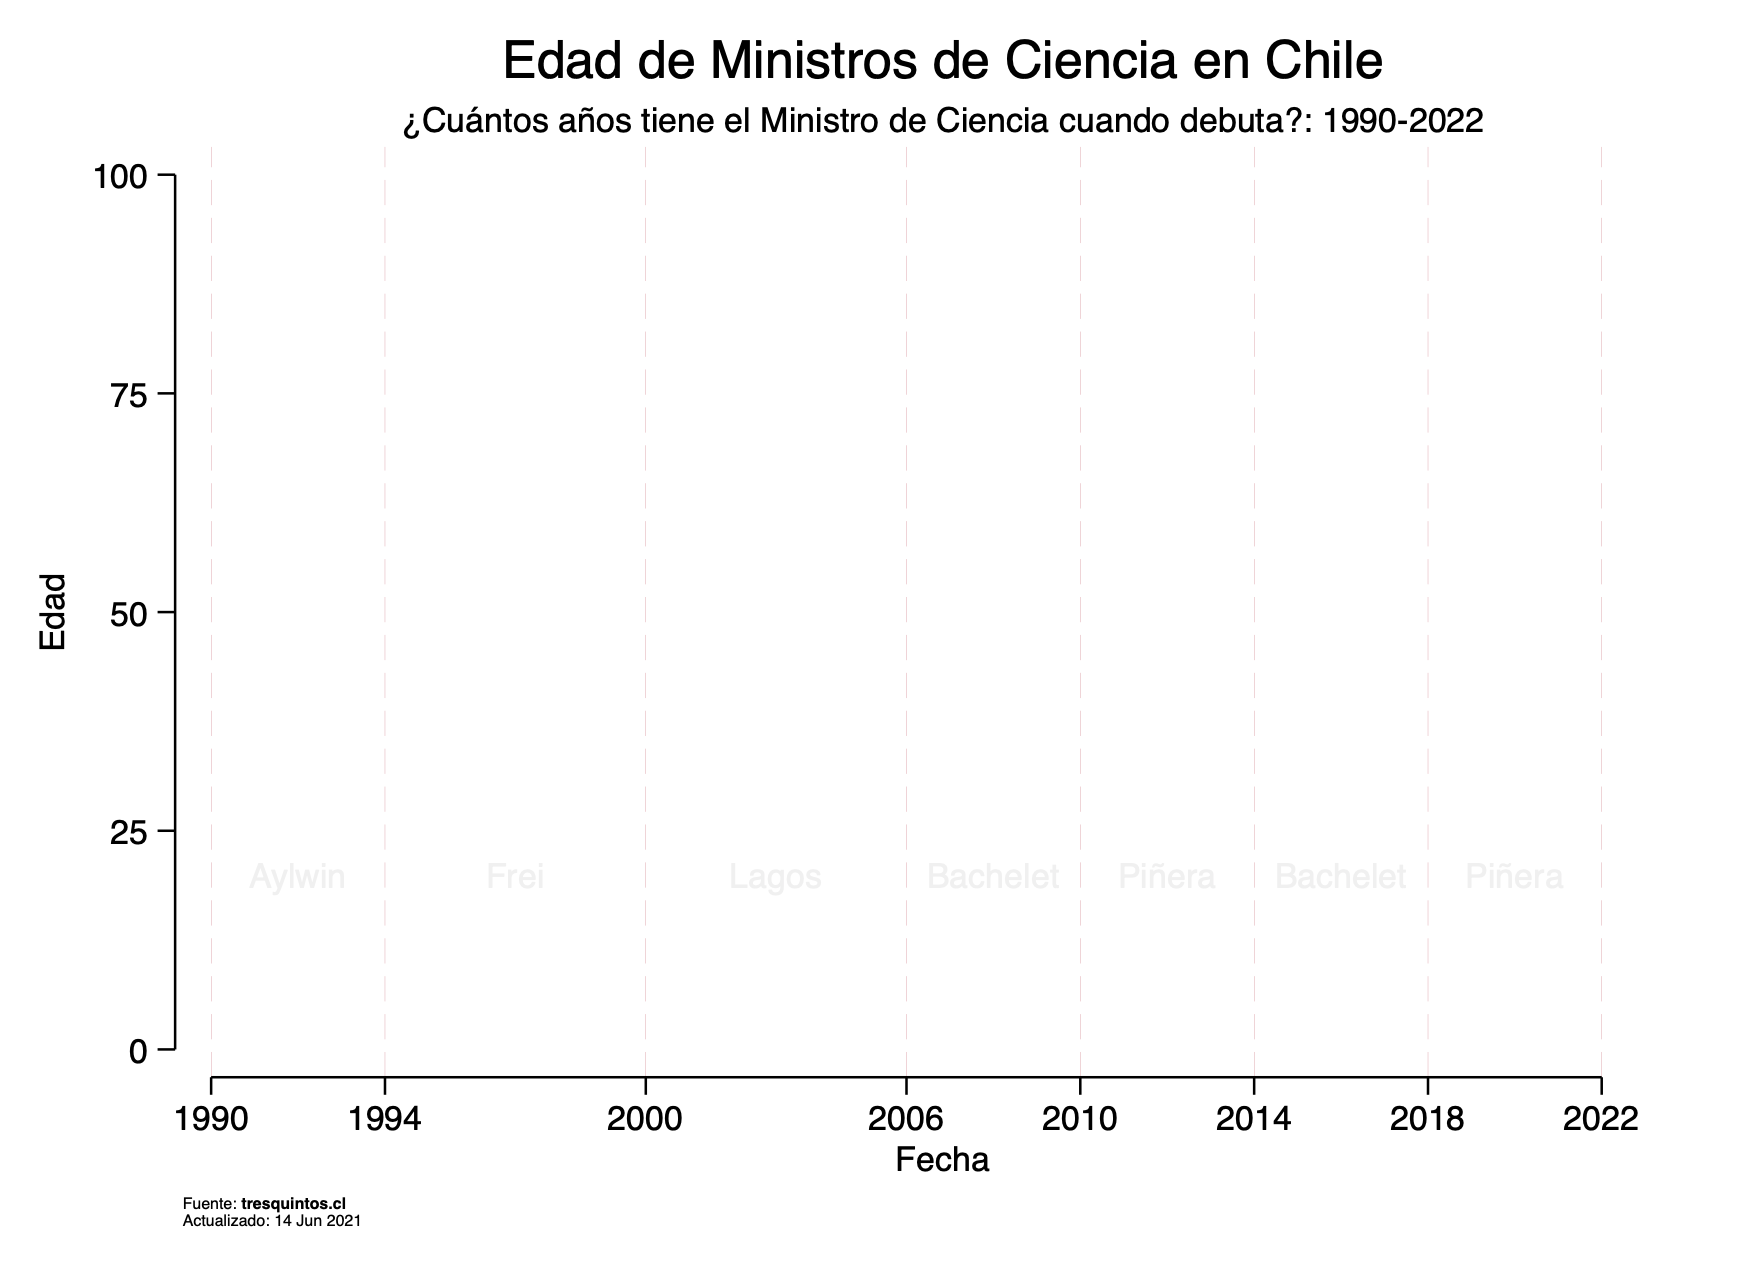 Edad de Ministros de Ciencia en Chile
¿Cuántos años tiene el Ministro de Ciencia cuando debuta?: 1990-2022
100
75
50
25
0
Edad
Aylwin Frei Lagos Bachelet Piñera Bachelet Piñera
1990 1994 2000 2006 2010 2014 2018 2022
Fecha
Fuente: tresquintos.cl
Actualizado: 14 Jun 2021